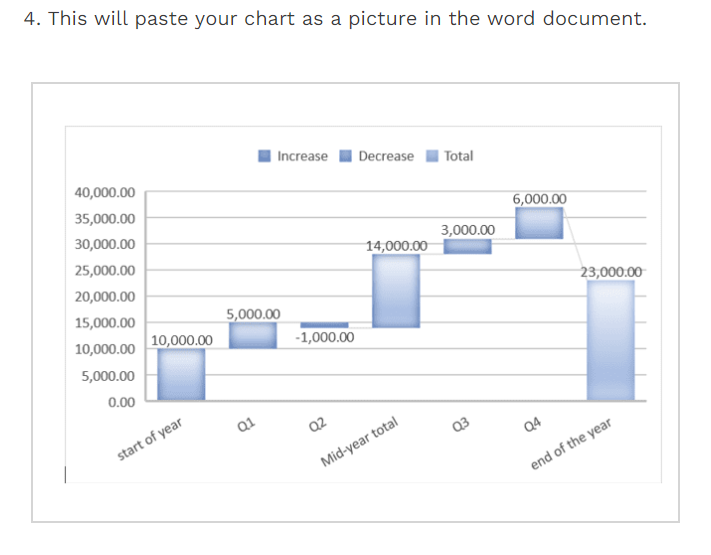 4. This will paste your chart as a picture in the word document.
Increase Decrease Total
40,000.00
35,000.00
30,000.00
25,000.00
20,000.00
15,000.00
10,000.00
5,000.00
0.00
10,000.00
5,000.00
-1,000.00
14,000.00
3,000.00
6,000.00
23,000.00
start of year
Q1
Q2
Mid-year total
Q3
Q4
end of the year